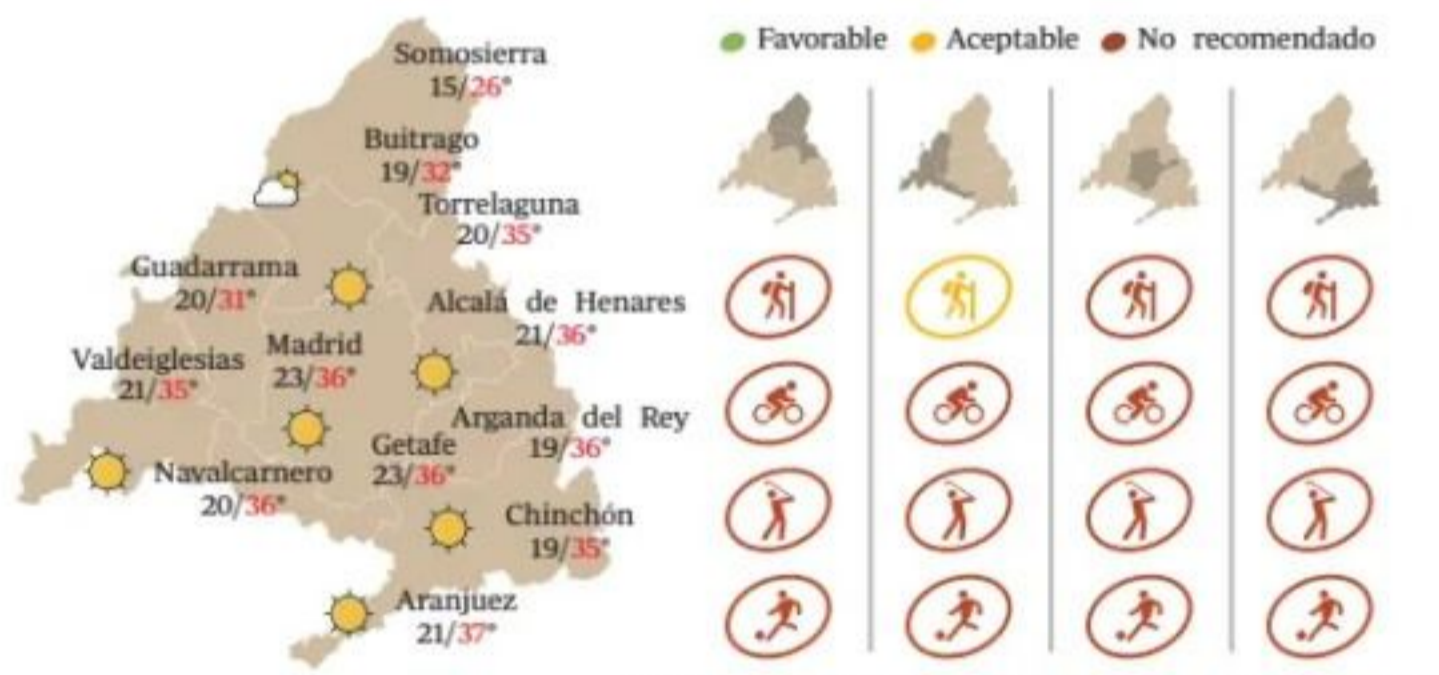 Somosierra
15/26°
Buitrago
19/32°
Torrelaguna
20/35°
Guadarrama
20/31°
Alcalá de Henares
21/36°
Madrid
23/36°
Valdeiglesias
21/35°
Arganda del Rey
19/36°
Getafe
23/36°
Navalcarnero
20/36°
Chinchón
19/35°
Aranjuez
21/37°
Favorable Aceptable No recomendado